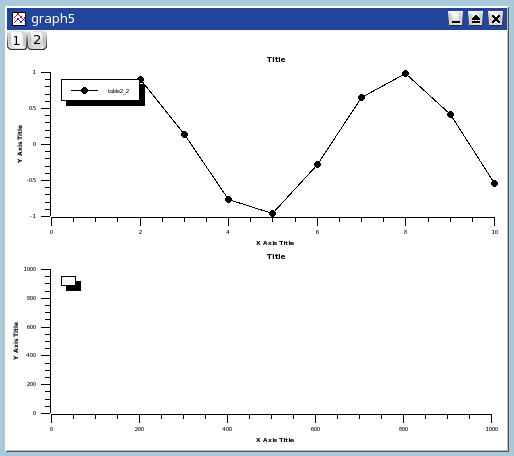 graph5
1 2
Title
1
0.5
0
-0.5
-1
Y Axis Title
table2_2
0 2 4 6 8 10
X Axis Title
Title
1000
800
600
400
200
0
Y Axis Title
0 200 400 600 800 1000
X Axis Title